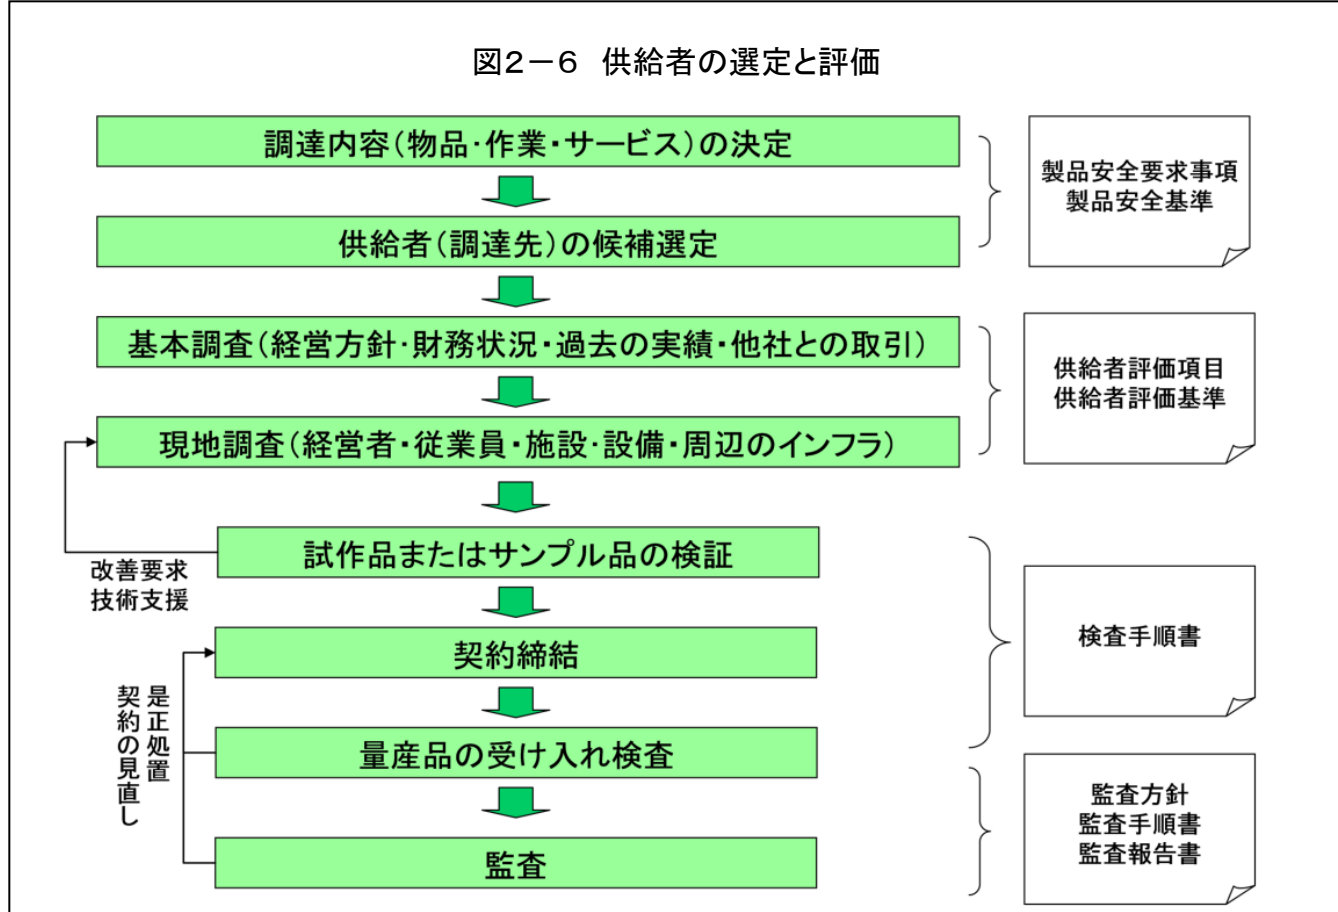 図2－6 供給者の選定と評価
調達内容（物品・作業・サービス）の決定
供給者（調達先）の候補選定
製品安全要求事項
製品安全基準
基本調査（経営方針・財務状況・過去の実績・他社との取引）
現地調査（経営者・従業員・施設・設備・周辺のインフラ）
供給者評価項目
供給者評価基準
試作品またはサンプル品の検証
改善要求
技術支援
契約締結
量産品の受け入れ検査
検査手順書
是正処置
契約の見直し
監査
監査方針
監査手順書
監査報告書